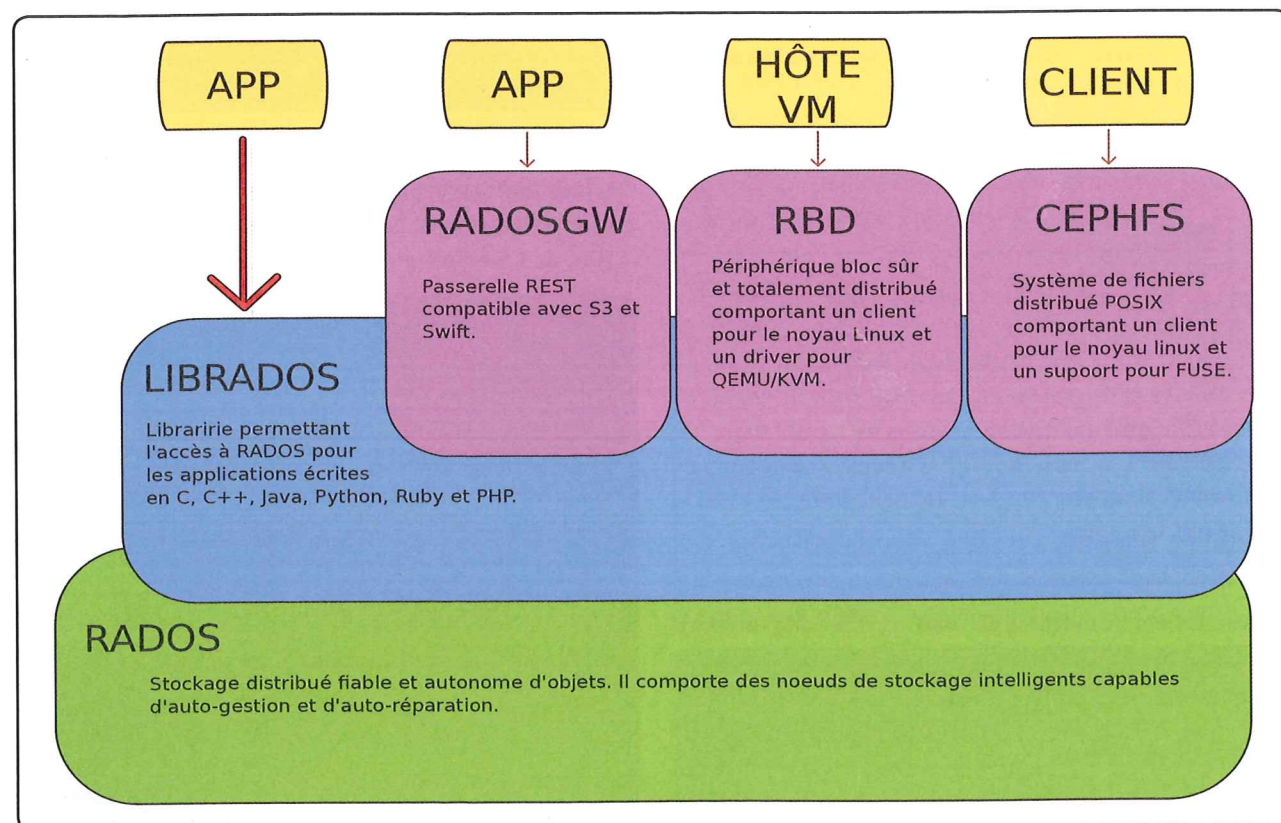 APP
APP
HÔTE
VM
CLIENT
RADOSGW
Passerelle REST
compatible avec S3 et
Swift.
RBD
Périphérique bloc sûr
et totalement distribué
comportant un client
pour le noyau Linux et
un driver pour
QEMU/KVM.
CEPHFS
Système de fichiers
distribué POSIX
comportant un client
pour le noyau linux et
un supoort pour FUSE.
LIBRADOS
Libraririe permettant
l'accès à RADOS pour
les applications écrites
en C, C++, Java, Python, Ruby et PHP.
RADOS
Stockage distribué fiable et autonome d'objets. Il comporte des noeuds de stockage intelligents capables
d'auto-gestion et d'auto-réparation.